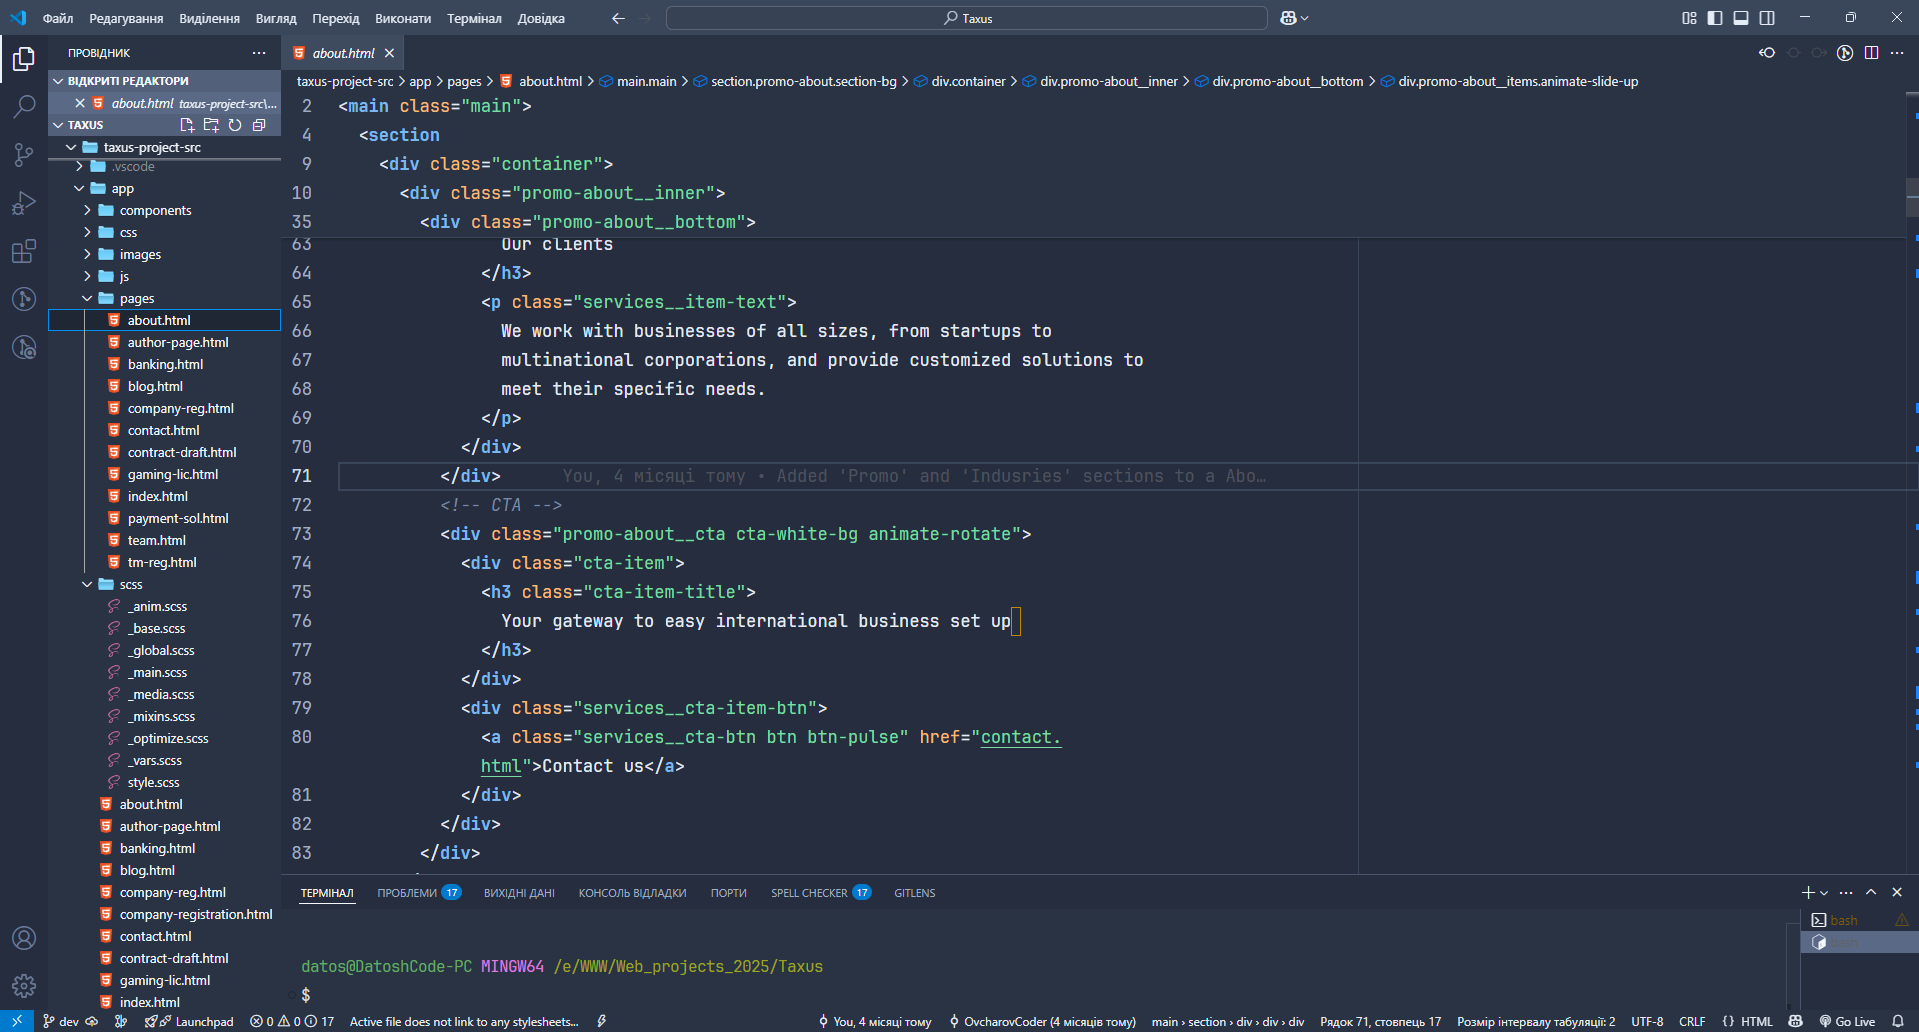 Файл Редагування Виділення Вигляд Перехід Виконати Термінал Довідка Taxus
ПРОВІДНИК
ВІДКРИТІ РЕДАКТОРИ
about.html taxus-project-src\...
TAXUS
taxus-project-src
.vscode
app
components
css
images
js
pages
about.html
author-page.html
banking.html
blog.html
company-reg.html
contact.html
contract-draft.html
gaming-lic.html
index.html
payment-sol.html
team.html
tm-reg.html
scss
_anim.scss
_base.scss
_global.scss
_main.scss
_media.scss
_mixins.scss
_optimize.scss
_vars.scss
style.scss
about.html
author-page.html
banking.html
blog.html
company-reg.html
company-registration.html
contact.html
contract-draft.html
gaming-lic.html
index.html
about.html
taxus-project-src > app > pages > about.html > main.main > section.promo-about.section-bg > div.container > div.promo-about__inner > div.promo-about__bottom > div.promo-about__items.animate-slide-up
2 <main class="main">
4 <section
9 <div class="container">
10 <div class="promo-about__inner">
35 <div class="promo-about__bottom">
63 Our clients
64 </h3>
65 <p class="services__item-text">
66 We work with businesses of all sizes, from startups to
67 multinational corporations, and provide customized solutions to
68 meet their specific needs.
69 </p>
70 </div>
71 </div> You, 4 місяці тому • Added 'Promo' and 'Indusries' sections to a Abo…
72 <!-- CTA -->
73 <div class="promo-about__cta cta-white-bg animate-rotate">
74 <div class="cta-item">
75 <h3 class="cta-item-title">
76 Your gateway to easy international business set up
77 </h3>
78 </div>
79 <div class="services__cta-item-btn">
80 <a class="services__cta-btn btn btn-pulse" href="contact.
html">Contact us</a>
81 </div>
82 </div>
83 </div>
ТЕРМІНАЛ ПРОБЛЕМИ 17 ВИХІДНІ ДАНІ КОНСОЛЬ ВІДЛАДКИ ПОРТИ SPELL CHECKER 17 GITLENS
bash
datos@DatoshCode-PC MINGW64 /e/WWW/Web_projects_2025/Taxus
$
dev Launchpad 0 0 17 Active file does not link to any stylesheets... You, 4 місяці тому OvcharovCoder (4 місяців тому) main › section › div › div › div Рядок 71, стовпець 17 Розмір інтервалу табуляції: 2 UTF-8 CRLF {} HTML Go Live